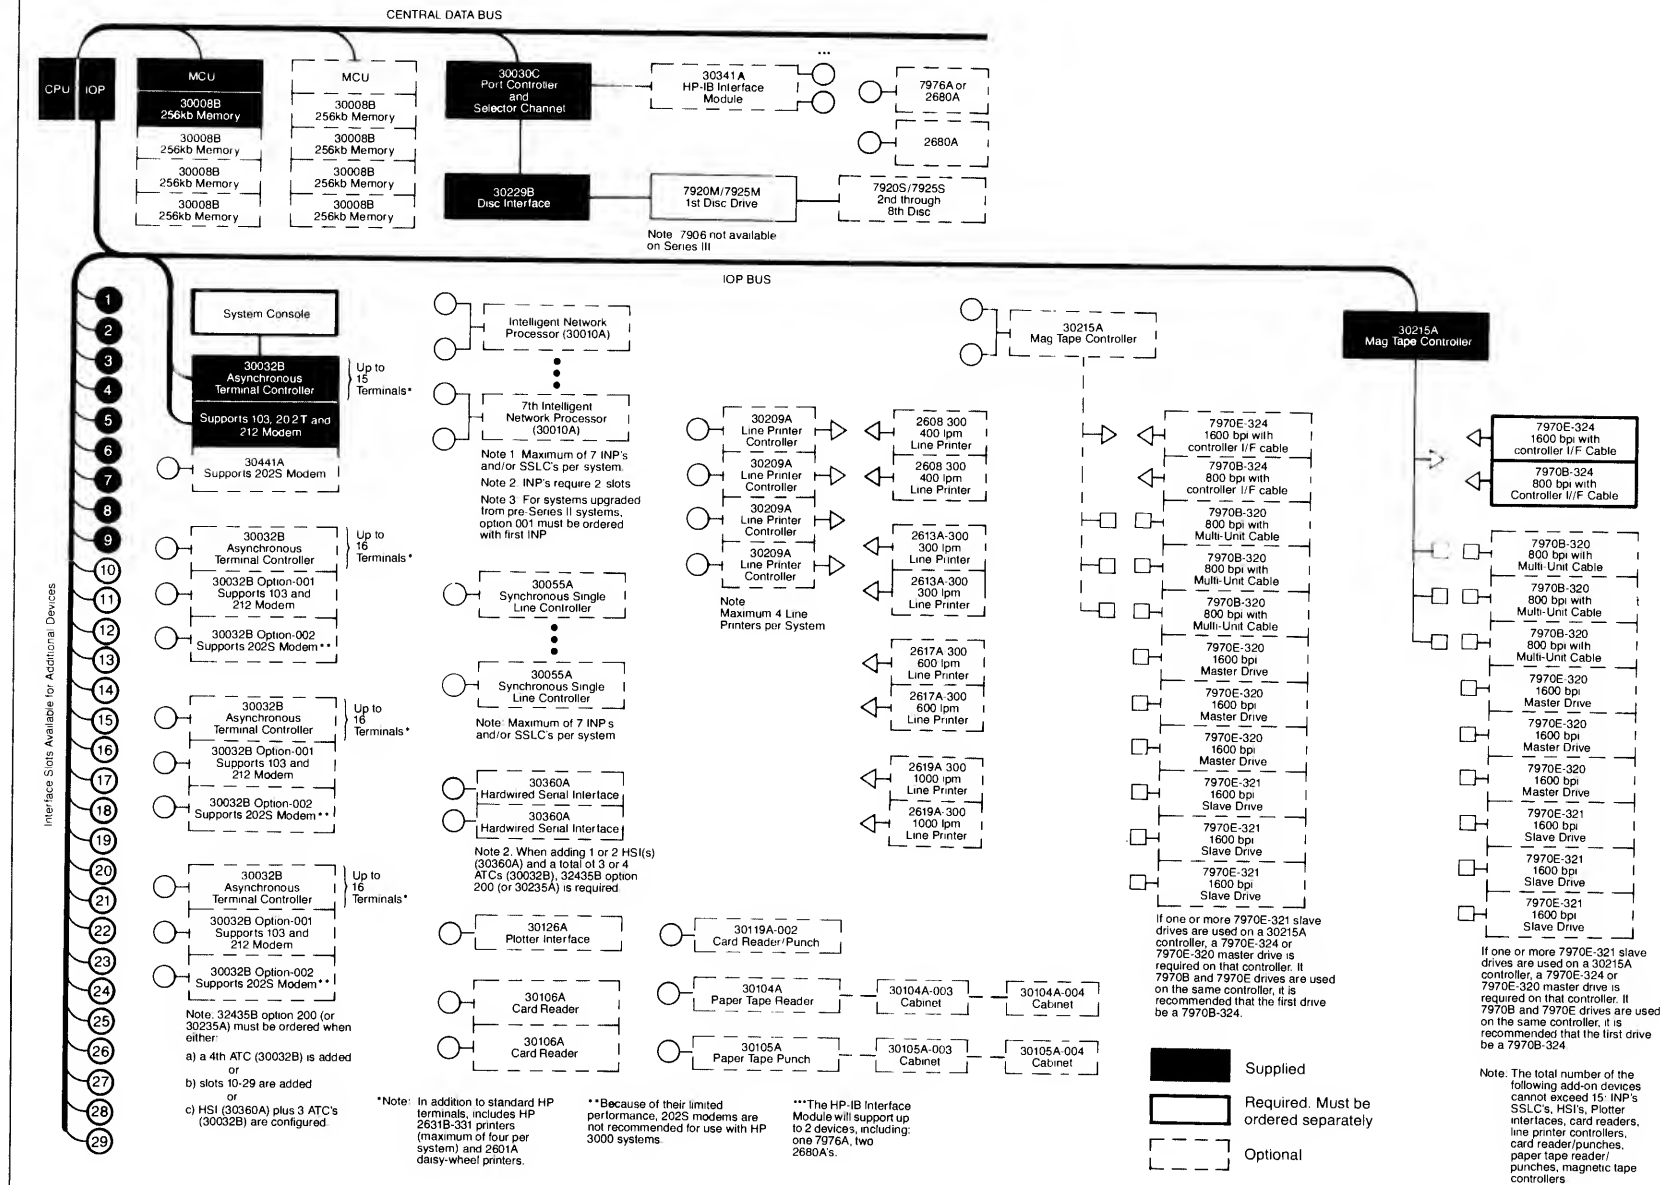 CENTRAL DATA BUS
CPU
IOP
MCU
30008B
256kb Memory
30008B
256kb Memory
30008B
256kb Memory
30008B
256kb Memory
MCU
30008B
256kb Memory
30008B
256kb Memory
30008B
256kb Memory
30008B
256kb Memory
30030C
Port Controller
and
Selector Channel
30229B
Disc Interface
...
30341A
HP-IB Interface
Module
7976A or
2680A
2680A
7920M/7925M
1st Disc Drive
7920S/7925S
2nd through
8th Disc
Note 7906 not available
on Series III
IOP BUS
Interface Slots Available for Additional Devices
1
2
3
4
5
6
7
8
9
10
11
12
13
14
15
16
17
18
19
20
21
22
23
24
25
26
27
28
29
System Console
30032B
Asynchronous
Terminal Controller
Supports 103, 202T and
212 Modem
30441A
Supports 202S Modem
Up to
15
Terminals*
30032B
Asynchronous
Terminal Controller
30032B Option-001
Supports 103 and
212 Modem
30032B Option-002
Supports 202S Modem**
Up to
16
Terminals*
30032B
Asynchronous
Terminal Controller
30032B Option-001
Supports 103 and
212 Modem
30032B Option-002
Supports 202S Modem**
Up to
16
Terminals*
30032B
Asynchronous
Terminal Controller
30032B Option-001
Supports 103 and
212 Modem
30032B Option-002
Supports 202S Modem**
Up to
16
Terminals*
Note: 32435B option 200 (or
30235A) must be ordered when
either:
a) a 4th ATC (30032B) is added
or
b) slots 10-29 are added
or
c) HSI (30360A) plus 3 ATC's
(30032B) are configured.
Intelligent Network
Processor (30010A)
7th Intelligent
Network Processor
(30010A)
Note 1 Maximum of 7 INP's
and/or SSLC's per system.
Note 2. INP's require 2 slots
Note 3 For systems upgraded
from pre-Series II systems,
option 001 must be ordered
with first INP
30055A
Synchronous Single
Line Controller
30055A
Synchronous Single
Line Controller
Note: Maximum of 7 INP's
and/or SSLC's per system
30360A
Hardwired Serial Interface
30360A
Hardwired Serial Interface
Note 2. When adding 1 or 2 HSI(s)
(30360A) and a total of 3 or 4
ATCs (30032B), 32435B option
200 (or 30235A) is required
30126A
Plotter Interface
30106A
Card Reader
30106A
Card Reader
30209A
Line Printer
Controller
30209A
Line Printer
Controller
30209A
Line Printer
Controller
30209A
Line Printer
Controller
Note
Maximum 4 Line
Printers per System
2608 300
400 lpm
Line Printer
2608 300
400 lpm
Line Printer
2613A-300
300 lpm
Line Printer
2613A-300
300 lpm
Line Printer
2617A 300
600 lpm
Line Printer
2617A-300
600 lpm
Line Printer
2619A 300
1000 lpm
Line Printer
2619A-300
1000 lpm
Line Printer
30119A-002
Card Reader/Punch
30104A
Paper Tape Reader
30104A-003
Cabinet
30104A-004
Cabinet
30105A
Paper Tape Punch
30105A-003
Cabinet
30105A-004
Cabinet
30215A
Mag Tape Controller
7970E-324
1600 bpi with
controller I/F Cable
7970B-324
800 bpi with
controller I/F cable
7970B-320
800 bpi with
Multi-Unit Cable
7970B-320
800 bpi with
Multi-Unit Cable
7970B-320
800 bpi with
Multi-Unit Cable
7970E-320
1600 bpi
Master Drive
7970E-320
1600 bpi
Master Drive
7970E-320
1600 bpi
Master Drive
7970E-321
1600 bpi
Slave Drive
7970E-321
1600 bpi
Slave Drive
7970E-321
1600 bpi
Slave Drive
If one or more 7970E-321 slave
drives are used on a 30215A
controller, a 7970E-324 or
7970E-320 master drive is
required on that controller. If
7970B and 7970E drives are used
on the same controller, it is
recommended that the first drive
be a 7970B-324.
30215A
Mag Tape Controller
7970E-324
1600 bpi with
controller I/F Cable
7970B-324
800 bpi with
Controller I//F Cable
7970B-320
800 bpi with
Multi-Unit Cable
7970B-320
800 bpi with
Multi-Unit Cable
7970B-320
800 bpi with
Multi-Unit Cable
7970E-320
1600 bpi
Master Drive
7970E-320
1600 bpi
Master Drive
7970E-320
1600 bpi
Master Drive
7970E-321
1600 bpi
Slave Drive
7970E-321
1600 bpi
Slave Drive
7970E-321
1600 bpi
Slave Drive
If one or more 7970E-321 slave
drives are used on a 30215A
controller, a 7970E-324 or
7970E-320 master drive is
required on that controller. If
7970B and 7970E drives are used
on the same controller, it is
recommended that the first drive
be a 7970B-324
Note: The total number of the
following add-on devices
cannot exceed 15: INP's
SSLC's, HSI's, Plotter
interfaces, card readers,
line printer controllers,
card reader/punches,
paper tape reader/
punches, magnetic tape
controllers
*Note: In addition to standard HP
terminals, includes HP
2631B-331 printers
(maximum of four per
system) and 2601A
daisy-wheel printers.
**Because of their limited
performance, 202S modems are
not recommended for use with HP
3000 systems.
***The HP-IB Interface
Module will support up
to 2 devices, including:
one 7976A, two
2680A's.
Supplied
Required. Must be
ordered separately
Optional